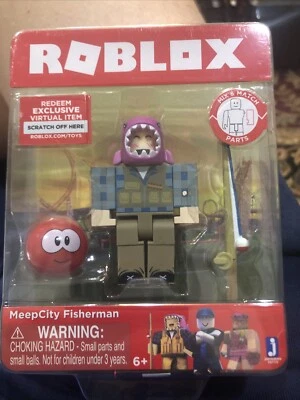 ROBLOX
REDEEM
EXCLUSIVE
VIRTUAL ITEM
SCRATCH OFF HERE
ROBLOX.COM/TOYS
MIX & MATCH
PARTS
MeepCity Fisherman
WARNING:
CHOKING HAZARD - Small parts and
small balls. Not for children under 3 years.
6+